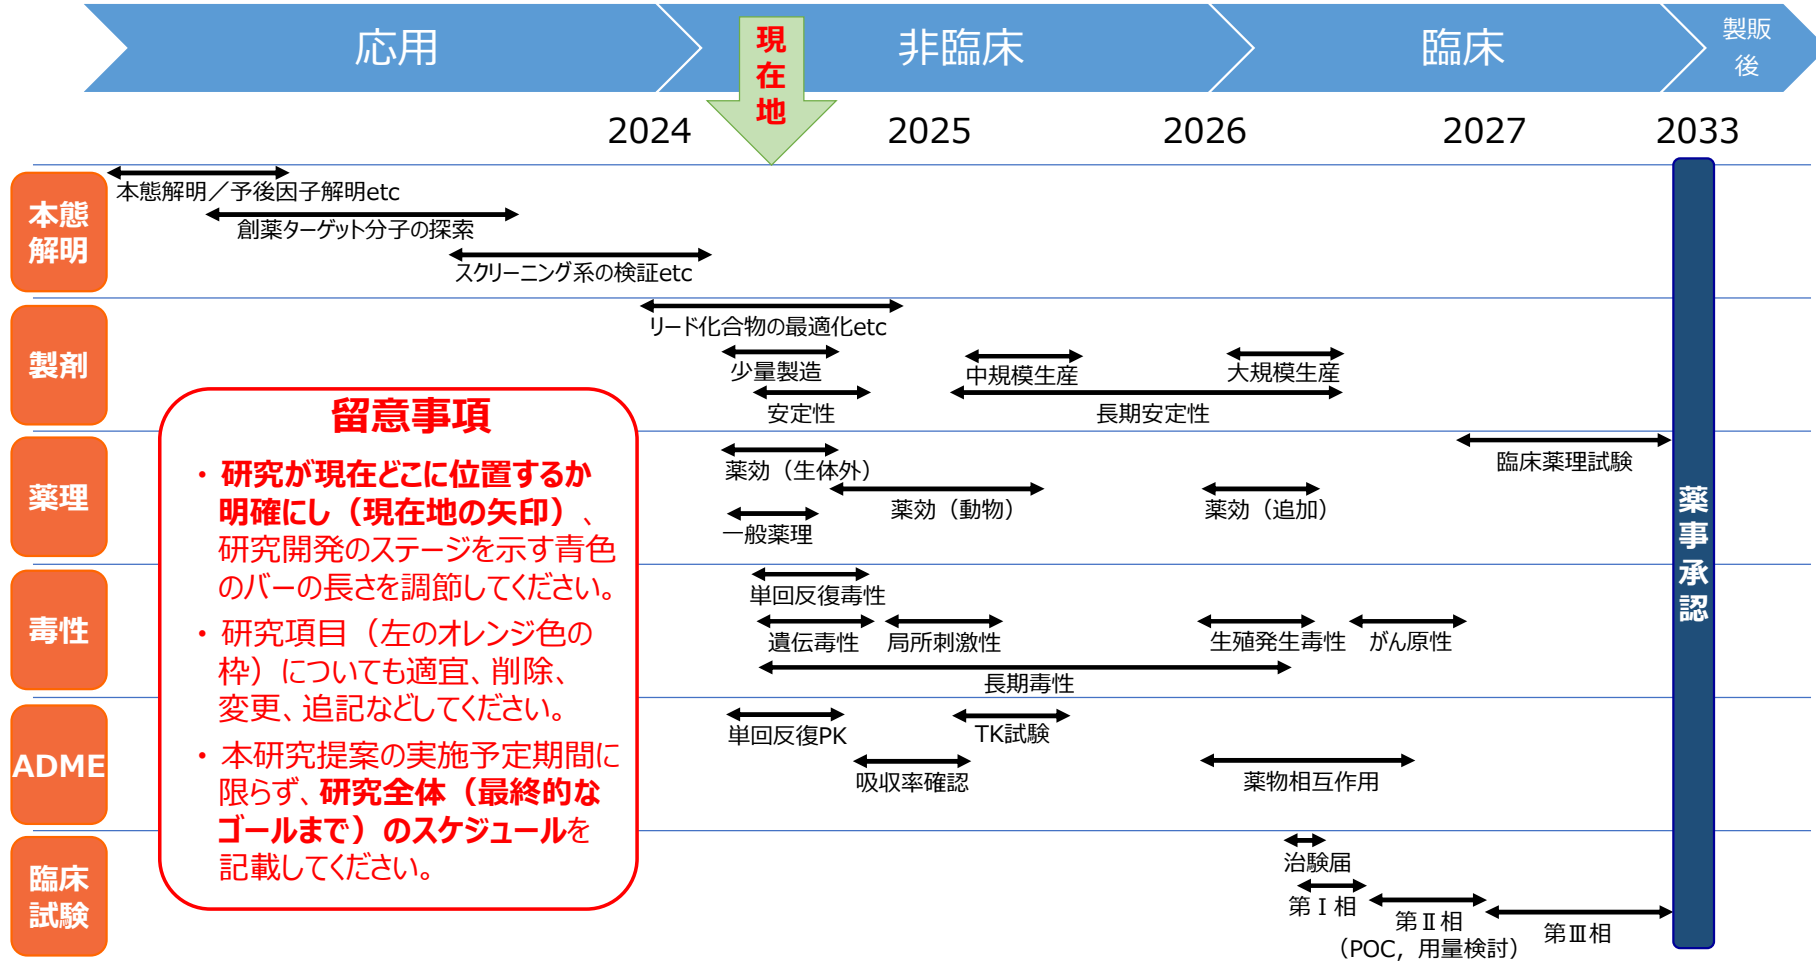 応用
現在地
非臨床
臨床
製販
後
2024
2025
2026
2027
2033
本態
解明
本態解明／予後因子解明etc
創薬ターゲット分子の探索
スクリーニング系の検証etc
製剤
リード化合物の最適化etc
少量製造
中規模生産
大規模生産
安定性
長期安定性
薬理
薬効（生体外）
臨床薬理試験
薬効（動物）
薬効（追加）
一般薬理
毒性
単回反復毒性
遺伝毒性
局所刺激性
生殖発生毒性
がん原性
長期毒性
ADME
単回反復PK
TK試験
吸収率確認
薬物相互作用
臨床
試験
治験届
第Ⅰ相
第Ⅱ相
（POC，用量検討）
第Ⅲ相
薬事承認
留意事項
・研究が現在どこに位置するか
明確にし（現在地の矢印）、
研究開発のステージを示す青色
のバーの長さを調節してください。
・研究項目（左のオレンジ色の
枠）についても適宜、削除、
変更、追記などしてください。
・本研究提案の実施予定期間に
限らず、研究全体（最終的な
ゴールまで）のスケジュールを
記載してください。